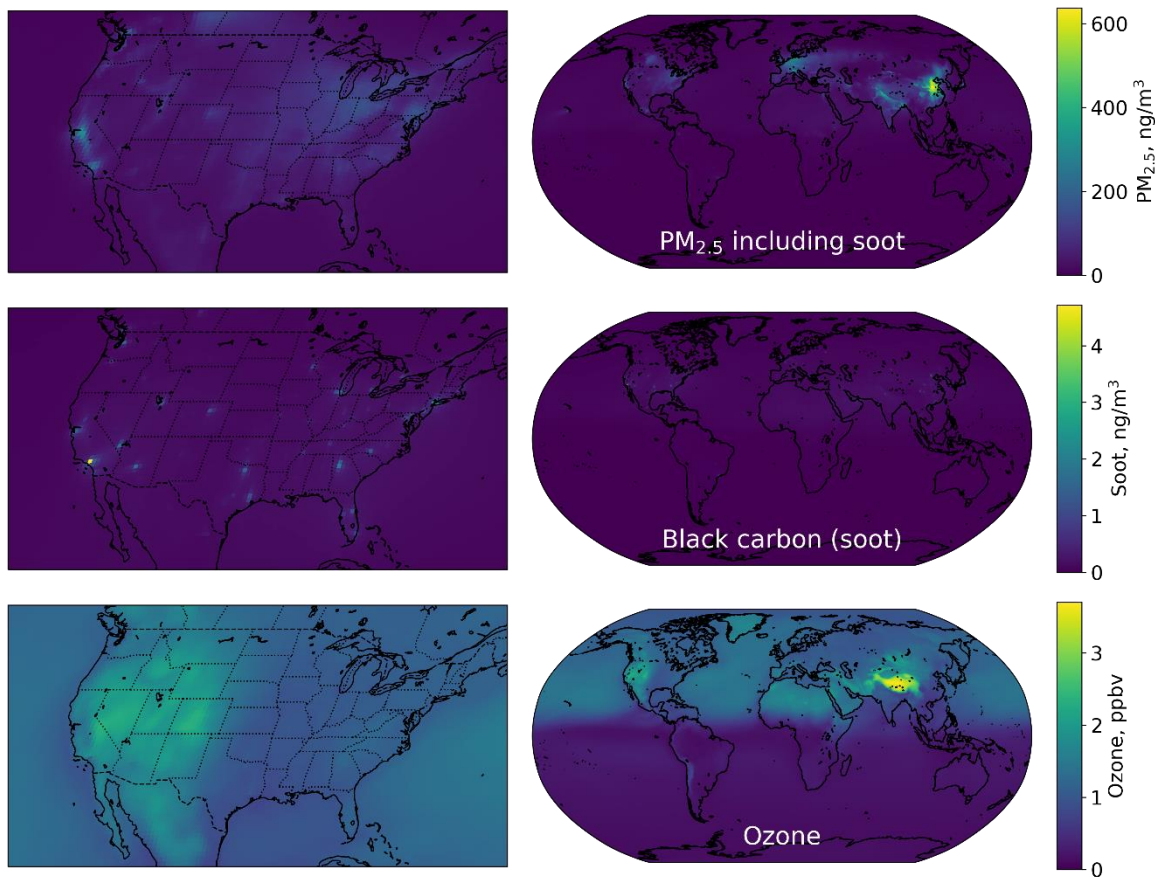 600
400
200
0
PM₂.₅, ng/m³
PM₂.₅ including soot
4
3
2
1
0
Soot, ng/m³
Black carbon (soot)
3
2
1
0
Ozone, ppbv
Ozone